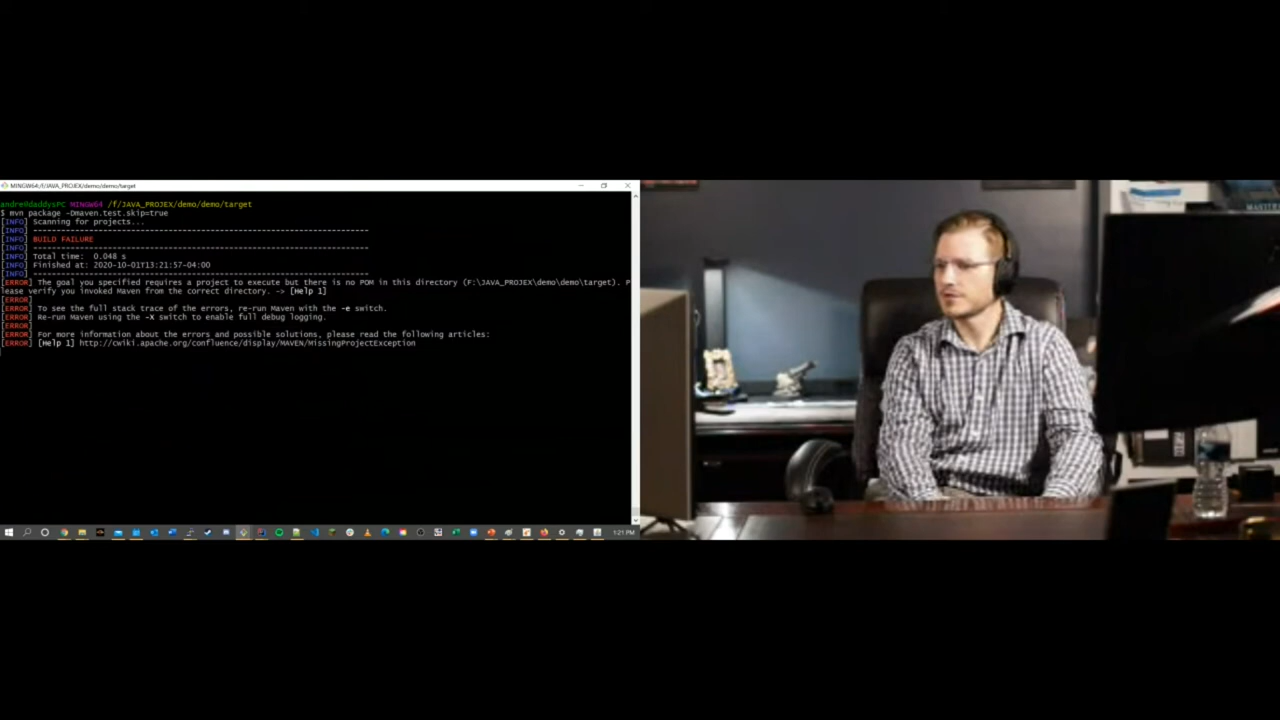 MINGW64:/f/JAVA_PROJEX/demo/demo/target
andre@daddysPC MINGW64 /f/JAVA_PROJEX/demo/demo/target
$ mvn package -Dmaven.test.skip=true
[INFO] Scanning for projects...
[INFO] ------------------------------------------------------------------------
[INFO] BUILD FAILURE
[INFO] ------------------------------------------------------------------------
[INFO] Total time:  0.048 s
[INFO] Finished at: 2020-10-01T13:21:57-04:00
[INFO] ------------------------------------------------------------------------
[ERROR] The goal you specified requires a project to execute but there is no POM in this directory (F:\JAVA_PROJEX\demo\demo\target). P
lease verify you invoked Maven from the correct directory. -> [Help 1]
[ERROR]
[ERROR] To see the full stack trace of the errors, re-run Maven with the -e switch.
[ERROR] Re-run Maven using the -X switch to enable full debug logging.
[ERROR]
[ERROR] For more information about the errors and possible solutions, please read the following articles:
[ERROR] [Help 1] http://cwiki.apache.org/confluence/display/MAVEN/MissingProjectException
1:21 PM